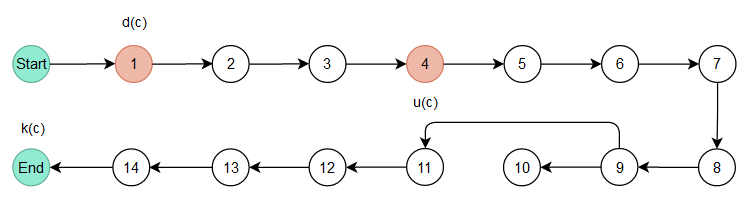 d(c)
Start 1 2 3 4 5 6 7
u(c)
k(c)
End 14 13 12 11 10 9 8